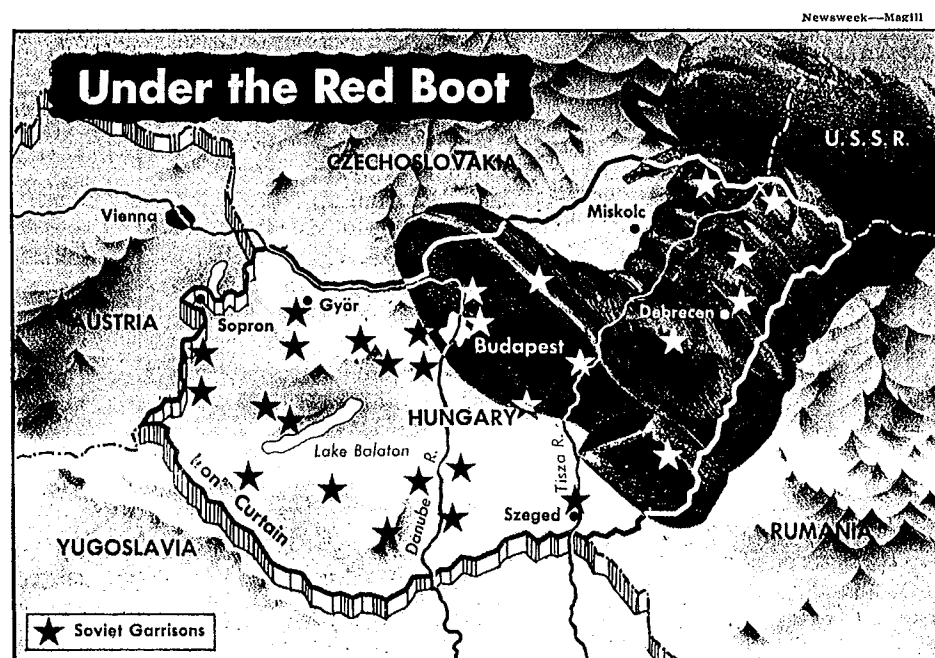 Newsweek—Magill
Under the Red Boot
U. S. S. R.
CZECHOSLOVAKIA
Vienna
Miskolc
Györ
AUSTRIA
Sopron
Debrecen
Budapest
HUNGARY
Lake Balaton
Danube R.
Tisza R.
Iron Curtain
Szeged
YUGOSLAVIA
RUMANIA
Soviet Garrisons